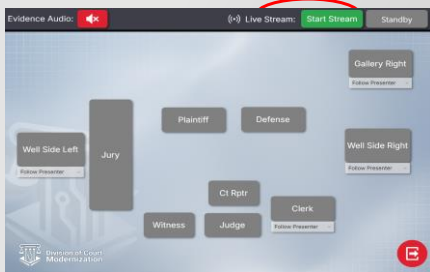 Evidence Audio:
Live Stream: Start Stream Standby
Gallery Right
Follow Presenter
Plaintiff Defense
Well Side Left
Follow Presenter
Jury
Well Side Right
Follow Presenter
Ct Rptr
Clerk
Follow Presenter
Witness Judge
Division of Court
Modernization